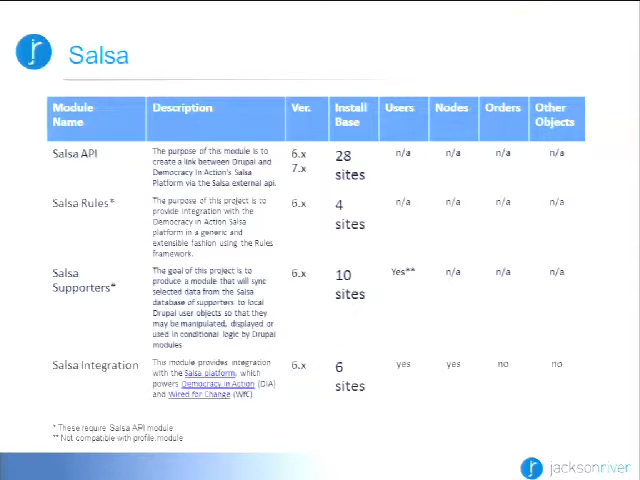 Salsa
Module Name
Description
Ver.
Install Base
Users
Nodes
Orders
Other Objects
Salsa API
The purpose of this module is to
create a link between Drupal and
Democracy in Action's Salsa
Platform via the Salsa external api.
6.x
7.x
28
sites
n/a
n/a
n/a
n/a
Salsa Rules*
The purpose of this project is to
provide integration with the
Democracy in Action Salsa
platform in a generic and
extensible fashion using the Rules
framework.
6.x
4
sites
n/a
n/a
n/a
n/a
Salsa
Supporters*
The goal of this project is to
produce a module that will sync
selected data from the Salsa
database of supporters to local
Drupal user objects so that they
may be manipulated, displayed or
used in conditional logic by Drupal
modules
6.x
10
sites
Yes**
n/a
n/a
n/a
Salsa Integration
This module provides integration
with the Salsa platform, which
powers Democracy in Action (DIA)
and Wired for Change (WfC)
6.x
6
sites
yes
yes
no
no
* These require Salsa API module
** Not compatible with profile module
jacksonriver